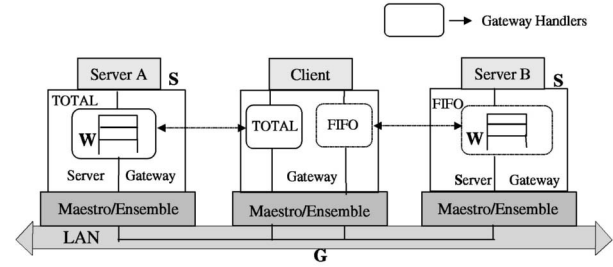 Gateway Handlers
Server A
S
Client
Server B
S
TOTAL
W
TOTAL
FIFO
FIFO
W
Server Gateway
Gateway
Server Gateway
Maestro/Ensemble
Maestro/Ensemble
Maestro/Ensemble
LAN
G